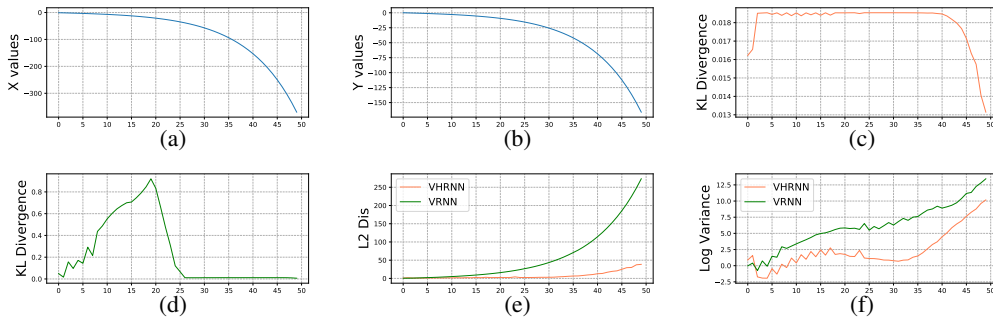 X values
0
−100
−200
−300
0 5 10 15 20 25 30 35 40 45 50
(a)
Y values
0
−25
−50
−75
−100
−125
−150
0 5 10 15 20 25 30 35 40 45 50
(b)
KL Divergence
0.018
0.017
0.016
0.015
0.014
0.013
0 5 10 15 20 25 30 35 40 45 50
(c)
KL Divergence
0.8
0.6
0.4
0.2
0.0
0 5 10 15 20 25 30 35 40 45 50
(d)
L2 Dis
250
200
150
100
50
0
VHRNN
VRNN
0 5 10 15 20 25 30 35 40 45 50
(e)
Log Variance
12.5
10.0
7.5
5.0
2.5
0.0
−2.5
VHRNN
VRNN
0 5 10 15 20 25 30 35 40 45 50
(f)